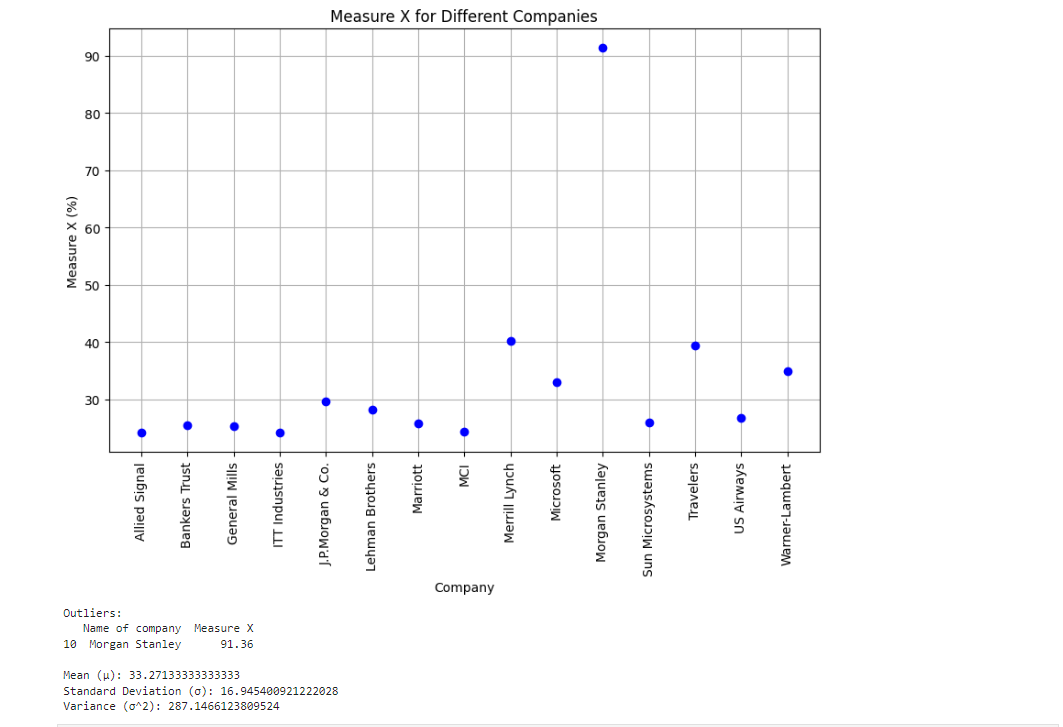 Measure X for Different Companies
90
80
70
60
50
40
30
Measure X (%)
Allied Signal
Bankers Trust
General Mills
ITT Industries
J.P.Morgan & Co.
Lehman Brothers
Marriott
MCI
Merrill Lynch
Microsoft
Morgan Stanley
Sun Microsystems
Travelers
US Airways
Warner-Lambert
Company
Outliers:
Name of company Measure X
10 Morgan Stanley 91.36
Mean (μ): 33.27133333333333
Standard Deviation (σ): 16.945400921222028
Variance (σ^2): 287.1466123809524